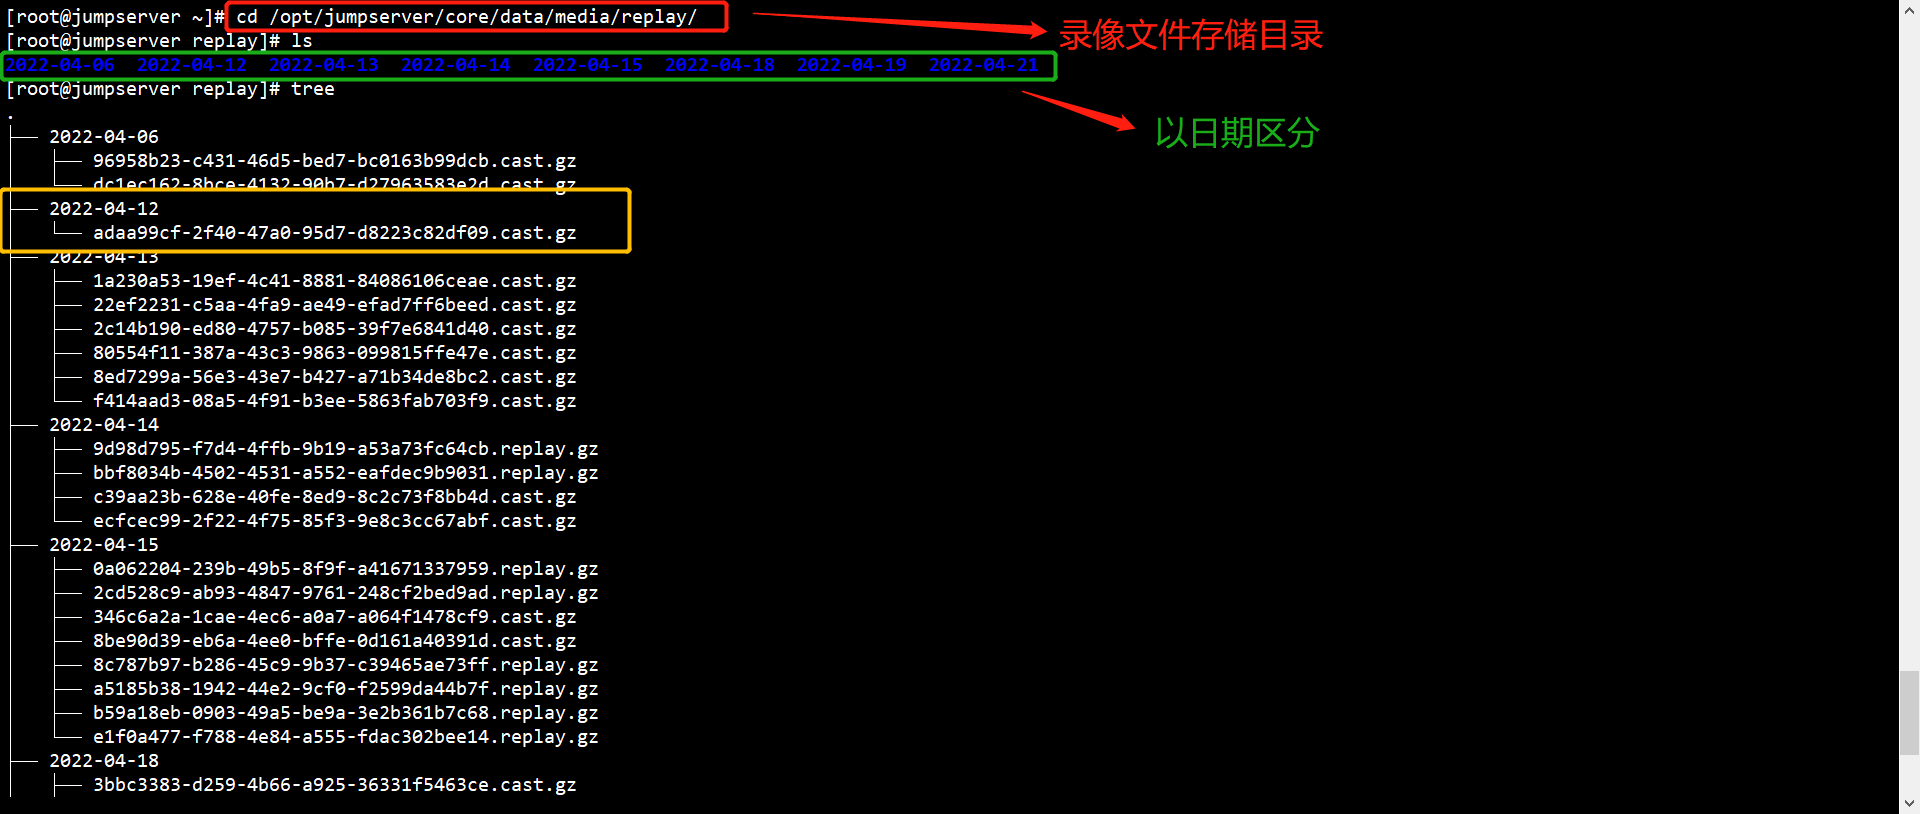 [root@jumpserver ~]# cd /opt/jumpserver/core/data/media/replay/
录像文件存储目录
[root@jumpserver replay]# ls
2022-04-06  2022-04-12  2022-04-13  2022-04-14  2022-04-15  2022-04-18  2022-04-19  2022-04-21
[root@jumpserver replay]# tree
以日期区分
.
├── 2022-04-06
│   ├── 96958b23-c431-46d5-bed7-bc0163b99dcb.cast.gz
│   └── dc1ec162-8bce-4132-90b7-d27963583e2d.cast.gz
├── 2022-04-12
│   └── adaa99cf-2f40-47a0-95d7-d8223c82df09.cast.gz
├── 2022-04-13
│   ├── 1a230a53-19ef-4c41-8881-84086106ceae.cast.gz
│   ├── 22ef2231-c5aa-4fa9-ae49-efad7ff6beed.cast.gz
│   ├── 2c14b190-ed80-4757-b085-39f7e6841d40.cast.gz
│   ├── 80554f11-387a-43c3-9863-099815ffe47e.cast.gz
│   ├── 8ed7299a-56e3-43e7-b427-a71b34de8bc2.cast.gz
│   └── f414aad3-08a5-4f91-b3ee-5863fab703f9.cast.gz
├── 2022-04-14
│   ├── 9d98d795-f7d4-4ffb-9b19-a53a73fc64cb.replay.gz
│   ├── bbf8034b-4502-4531-a552-eafdec9b9031.replay.gz
│   ├── c39aa23b-628e-40fe-8ed9-8c2c73f8bb4d.cast.gz
│   └── ecfcec99-2f22-4f75-85f3-9e8c3cc67abf.cast.gz
├── 2022-04-15
│   ├── 0a062204-239b-49b5-8f9f-a41671337959.replay.gz
│   ├── 2cd528c9-ab93-4847-9761-248cf2bed9ad.replay.gz
│   ├── 346c6a2a-1cae-4ec6-a0a7-a064f1478cf9.cast.gz
│   ├── 8be90d39-eb6a-4ee0-bffe-0d161a40391d.cast.gz
│   ├── 8c787b97-b286-45c9-9b37-c39465ae73ff.replay.gz
│   ├── a5185b38-1942-44e2-9cf0-f2599da44b7f.replay.gz
│   ├── b59a18eb-0903-49a5-be9a-3e2b361b7c68.replay.gz
│   └── e1f0a477-f788-4e84-a555-fdac302bee14.replay.gz
├── 2022-04-18
│   ├── 3bbc3383-d259-4b66-a925-36331f5463ce.cast.gz